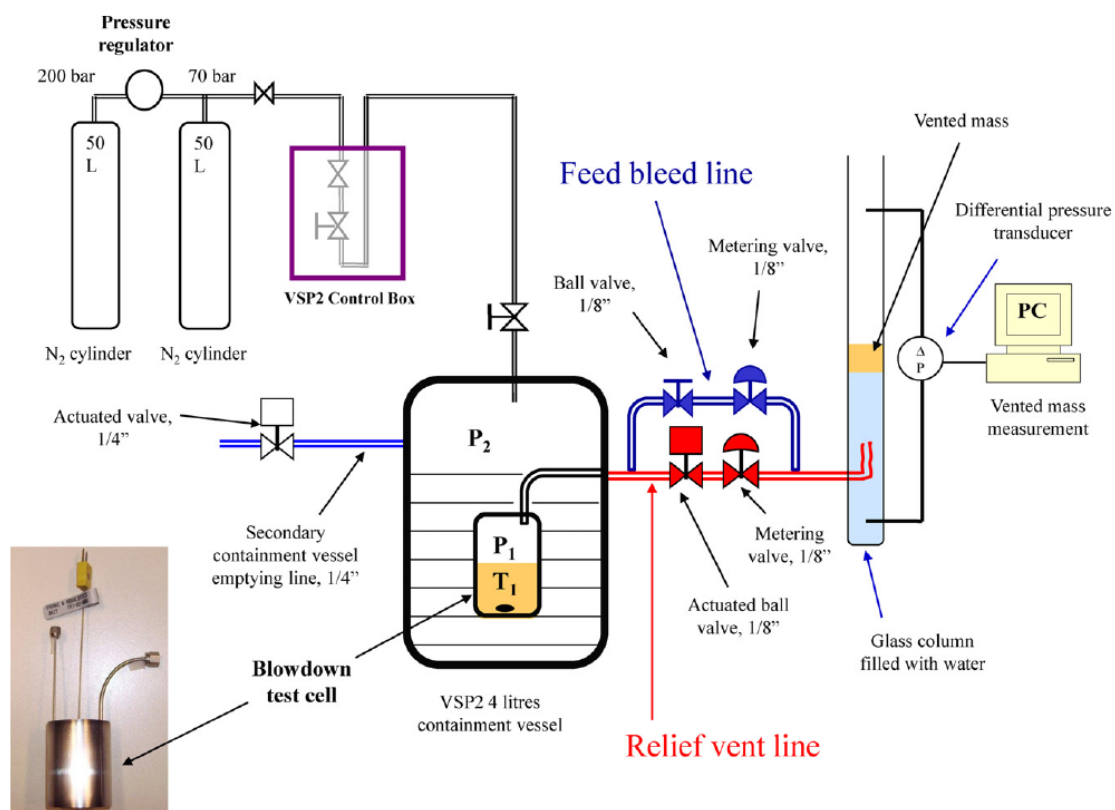 Pressure
regulator
200 bar
70 bar
50
L
50
L
N₂ cylinder
N₂ cylinder
VSP2 Control Box
Feed bleed line
Vented mass
Differential pressure
transducer
Metering valve,
1/8”
Ball valve,
1/8”
Δ
P
PC
Vented mass
measurement
Actuated valve,
1/4”
P₂
P₁
T₁
Secondary
containment vessel
emptying line, 1/4”
Metering
valve, 1/8”
Actuated ball
valve, 1/8”
Glass column
filled with water
Blowdown
test cell
VSP2 4 litres
containment vessel
Relief vent line